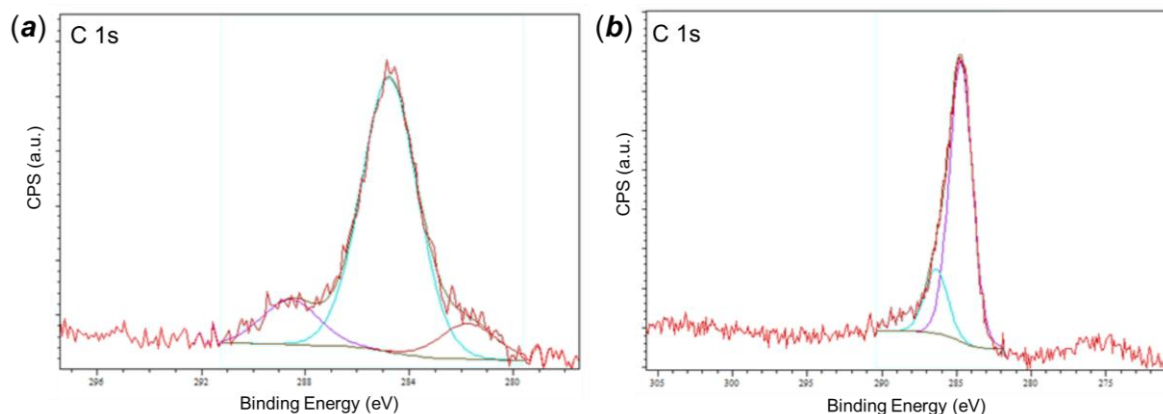 (a)
C 1s
CPS (a.u.)
296
292
288
284
280
Binding Energy (eV)
(b)
C 1s
CPS (a.u.)
305
300
295
290
285
280
275
Binding Energy (eV)